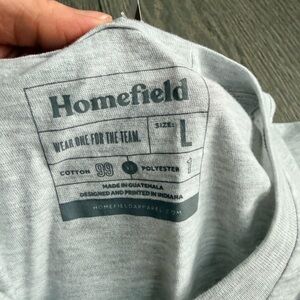 Homefield
WEAR ONE FOR THE TEAM.
SIZE: L
COTTON 99 POLYESTER 1
MADE IN GUATEMALA
DESIGNED AND PRINTED IN INDIANA
HOMEFIELDAPPAREL.COM